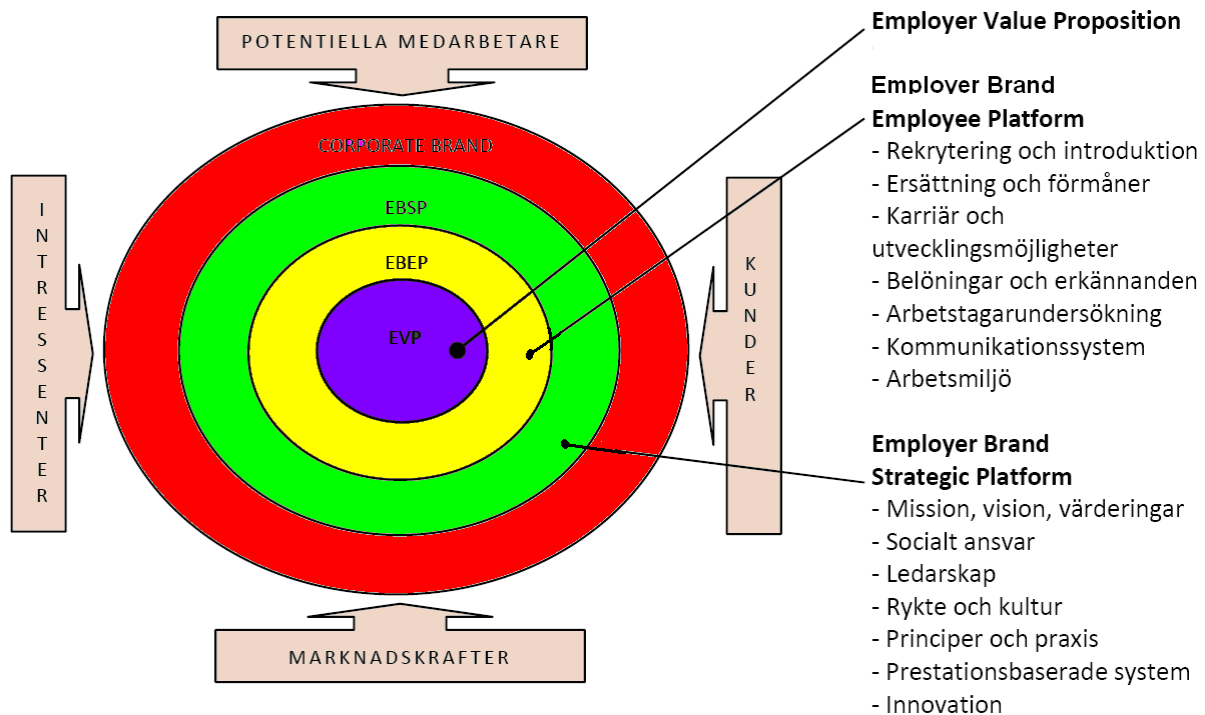 POTENTIELLA MEDARBETARE
CORPORATE BRAND
EBSP
EBEP
EVP
INTRESSENTER
KUNDER
MARKNADSKRAFTER
Employer Value Proposition
Employer Brand
Employee Platform
- Rekrytering och introduktion
- Ersättning och förmåner
- Karriär och
utvecklingsmöjligheter
- Belöningar och erkännanden
- Arbetstagarundersökning
- Kommunikationssystem
- Arbetsmiljö
Employer Brand
Strategic Platform
- Mission, vision, värderingar
- Socialt ansvar
- Ledarskap
- Rykte och kultur
- Principer och praxis
- Prestationsbaserade system
- Innovation